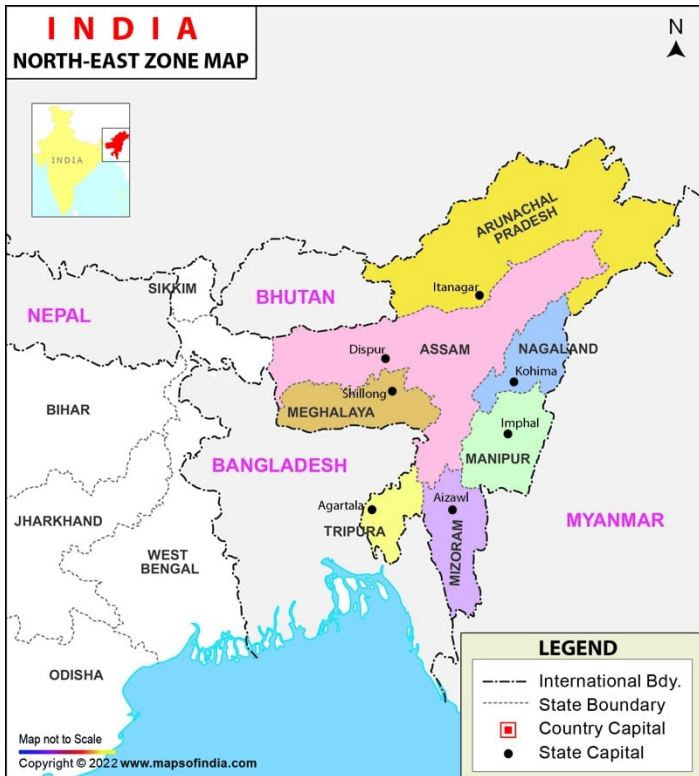 INDIA
NORTH-EAST ZONE MAP
N
INDIA
ARUNACHAL
PRADESH
Itanagar
SIKKIM
BHUTAN
NEPAL
Dispur
ASSAM
NAGALAND
Kohima
BIHAR
Shillong
MEGHALAYA
Imphal
MANIPUR
BANGLADESH
Agartala
TRIPURA
Aizawl
MIZORAM
MYANMAR
JHARKHAND
WEST
BENGAL
ODISHA
LEGEND
International Bdy.
State Boundary
Country Capital
State Capital
Map not to Scale
Copyright © 2022 www.mapsofindia.com